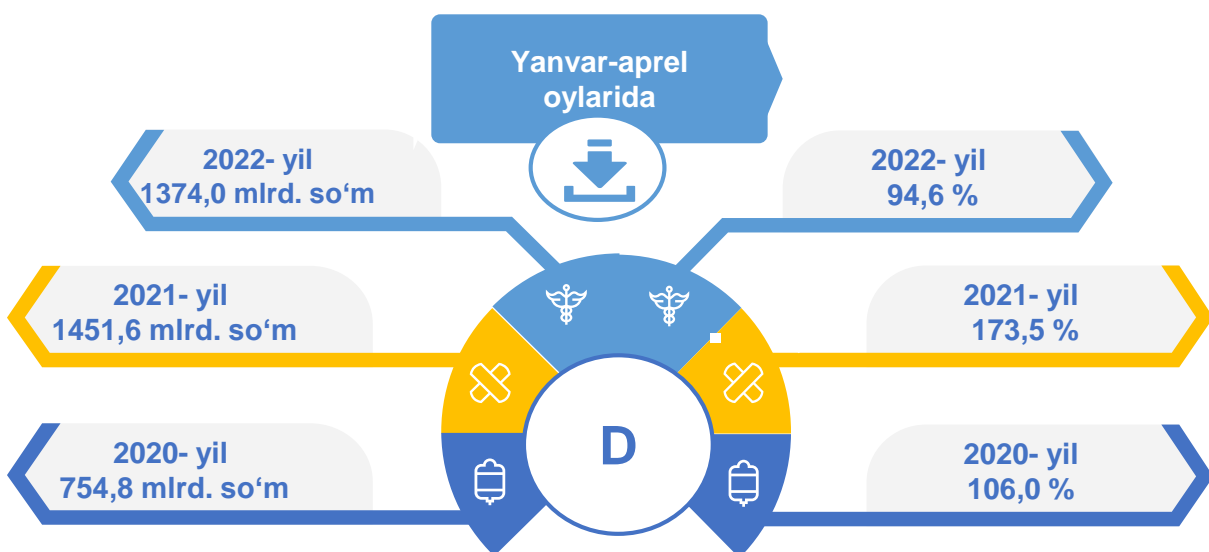 Yanvar-aprel
oylarida
2022- yil
1374,0 mlrd. so‘m
2022- yil
94,6 %
2021- yil
1451,6 mlrd. so‘m
2021- yil
173,5 %
D
2020- yil
754,8 mlrd. so‘m
2020- yil
106,0 %